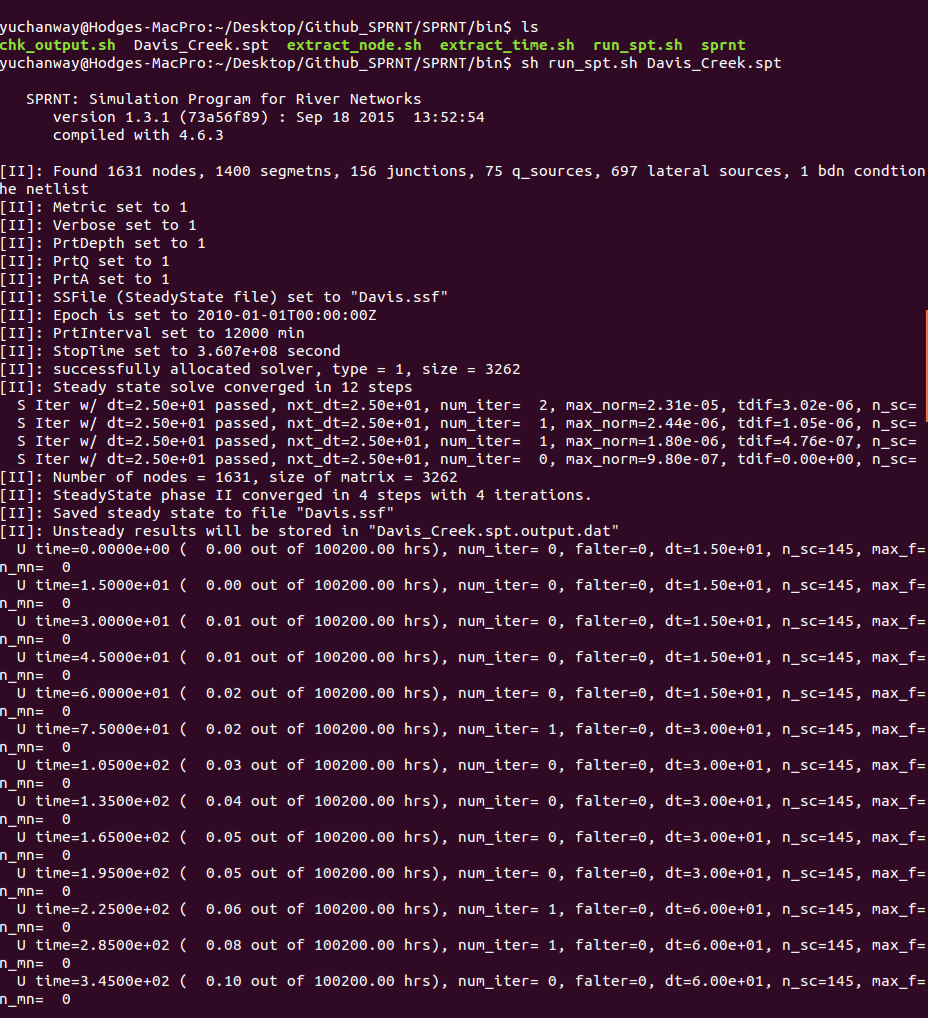 yuchanway@Hodges-MacPro:~/Desktop/Github_SPRNT/SPRNT/bin$ ls
chk_output.sh  Davis_Creek.spt  extract_node.sh  extract_time.sh  run_spt.sh  sprnt
yuchanway@Hodges-MacPro:~/Desktop/Github_SPRNT/SPRNT/bin$ sh run_spt.sh Davis_Creek.spt
SPRNT: Simulation Program for River Networks
version 1.3.1 (73a56f89) : Sep 18 2015  13:52:54
compiled with 4.6.3
[II]: Found 1631 nodes, 1400 segmetns, 156 junctions, 75 q_sources, 697 lateral sources, 1 bdn condtion
he netlist
[II]: Metric set to 1
[II]: Verbose set to 1
[II]: PrtDepth set to 1
[II]: PrtQ set to 1
[II]: PrtA set to 1
[II]: SSFile (SteadyState file) set to "Davis.ssf"
[II]: Epoch is set to 2010-01-01T00:00:00Z
[II]: PrtInterval set to 12000 min
[II]: StopTime set to 3.607e+08 second
[II]: successfully allocated solver, type = 1, size = 3262
[II]: Steady state solve converged in 12 steps
S Iter w/ dt=2.50e+01 passed, nxt_dt=2.50e+01, num_iter=  2, max_norm=2.31e-05, tdif=3.02e-06, n_sc=
S Iter w/ dt=2.50e+01 passed, nxt_dt=2.50e+01, num_iter=  1, max_norm=2.44e-06, tdif=1.05e-06, n_sc=
S Iter w/ dt=2.50e+01 passed, nxt_dt=2.50e+01, num_iter=  1, max_norm=1.80e-06, tdif=4.76e-07, n_sc=
S Iter w/ dt=2.50e+01 passed, nxt_dt=2.50e+01, num_iter=  0, max_norm=9.80e-07, tdif=0.00e+00, n_sc=
[II]: Number of nodes = 1631, size of matrix = 3262
[II]: SteadyState phase II converged in 4 steps with 4 iterations.
[II]: Saved steady state to file "Davis.ssf"
[II]: Unsteady results will be stored in "Davis_Creek.spt.output.dat"
U time=0.0000e+00 (  0.00 out of 100200.00 hrs), num_iter= 0, falter=0, dt=1.50e+01, n_sc=145, max_f=
n_mn=  0
U time=1.5000e+01 (  0.00 out of 100200.00 hrs), num_iter= 0, falter=0, dt=1.50e+01, n_sc=145, max_f=
n_mn=  0
U time=3.0000e+01 (  0.01 out of 100200.00 hrs), num_iter= 0, falter=0, dt=1.50e+01, n_sc=145, max_f=
n_mn=  0
U time=4.5000e+01 (  0.01 out of 100200.00 hrs), num_iter= 0, falter=0, dt=1.50e+01, n_sc=145, max_f=
n_mn=  0
U time=6.0000e+01 (  0.02 out of 100200.00 hrs), num_iter= 0, falter=0, dt=1.50e+01, n_sc=145, max_f=
n_mn=  0
U time=7.5000e+01 (  0.02 out of 100200.00 hrs), num_iter= 1, falter=0, dt=3.00e+01, n_sc=145, max_f=
n_mn=  0
U time=1.0500e+02 (  0.03 out of 100200.00 hrs), num_iter= 0, falter=0, dt=3.00e+01, n_sc=145, max_f=
n_mn=  0
U time=1.3500e+02 (  0.04 out of 100200.00 hrs), num_iter= 0, falter=0, dt=3.00e+01, n_sc=145, max_f=
n_mn=  0
U time=1.6500e+02 (  0.05 out of 100200.00 hrs), num_iter= 0, falter=0, dt=3.00e+01, n_sc=145, max_f=
n_mn=  0
U time=1.9500e+02 (  0.05 out of 100200.00 hrs), num_iter= 0, falter=0, dt=3.00e+01, n_sc=145, max_f=
n_mn=  0
U time=2.2500e+02 (  0.06 out of 100200.00 hrs), num_iter= 1, falter=0, dt=6.00e+01, n_sc=145, max_f=
n_mn=  0
U time=2.8500e+02 (  0.08 out of 100200.00 hrs), num_iter= 1, falter=0, dt=6.00e+01, n_sc=145, max_f=
n_mn=  0
U time=3.4500e+02 (  0.10 out of 100200.00 hrs), num_iter= 0, falter=0, dt=6.00e+01, n_sc=145, max_f=
n_mn=  0